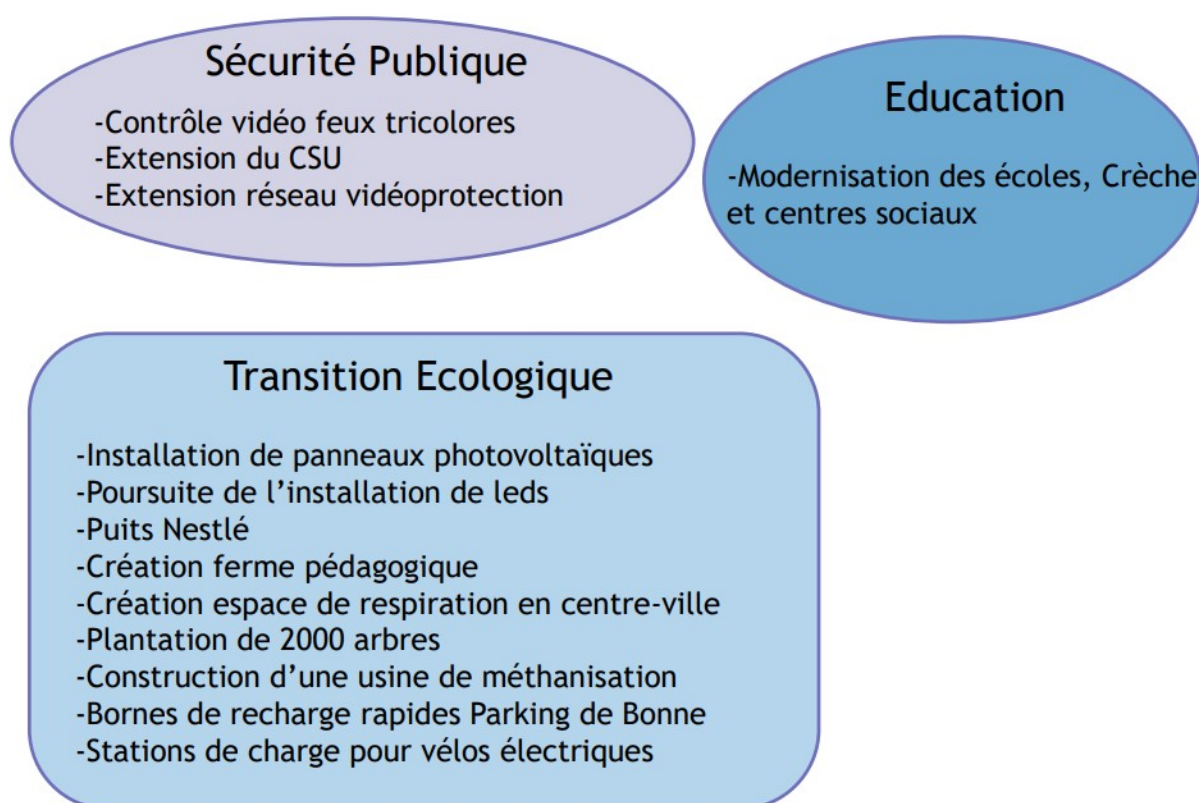 Sécurité Publique
-Contrôle vidéo feux tricolores
-Extension du CSU
-Extension réseau vidéoprotection
Education
-Modernisation des écoles, Crèche
et centres sociaux
Transition Ecologique
-Installation de panneaux photovoltaïques
-Poursuite de l’installation de leds
-Puits Nestlé
-Création ferme pédagogique
-Création espace de respiration en centre-ville
-Plantation de 2000 arbres
-Construction d’une usine de méthanisation
-Bornes de recharge rapides Parking de Bonne
-Stations de charge pour vélos électriques